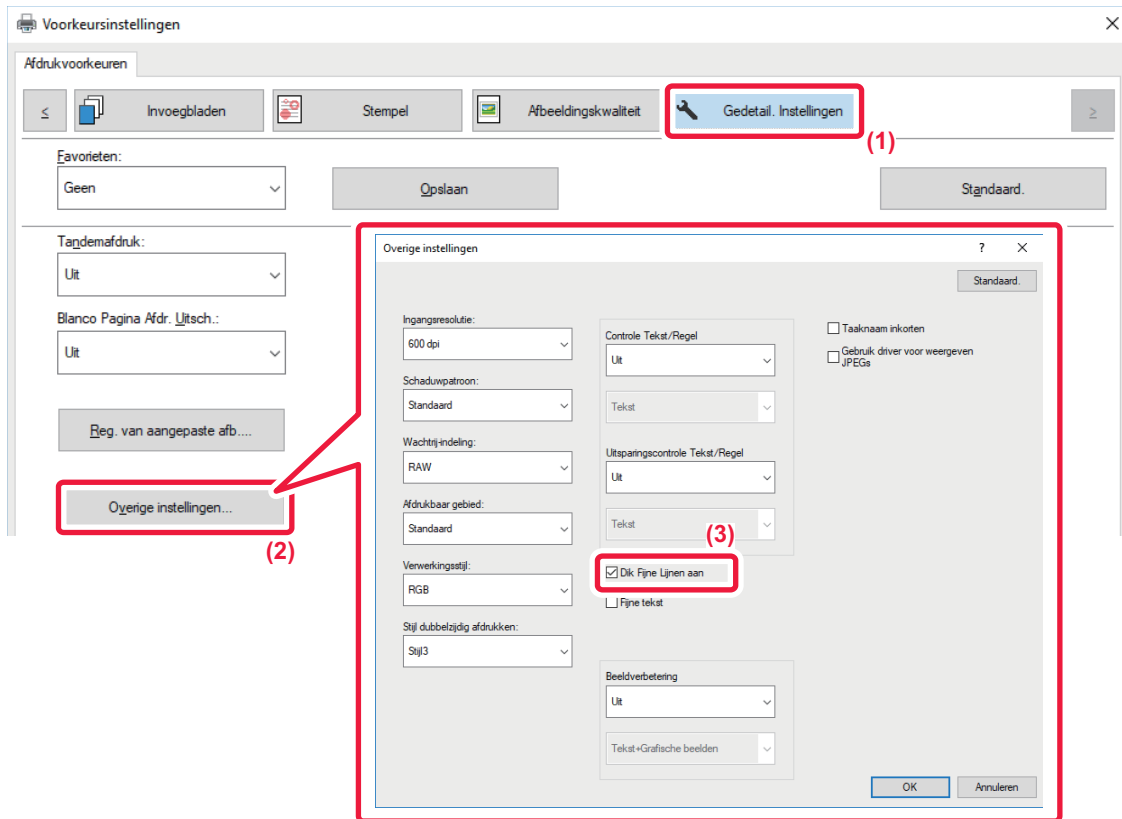 Voorkeursinstellingen
Afdrukvoorkeuren
≤
Invoegbladen
Stempel
Afbeeldingskwaliteit
Gedetail. Instellingen
≥
(1)
Favorieten:
Geen
Opslaan
Standaard.
Tandemafdruk:
Uit
Blanco Pagina Afdr. Uitsch.:
Uit
Reg. van aangepaste afb....
Overige instellingen...
(2)
Overige instellingen
?
Standaard.
Ingangsresolutie:
600 dpi
Schaduwpatroon:
Standaard
Wachtrij-indeling:
RAW
Afdrukbaar gebied:
Standaard
Verwerkingsstijl:
RGB
Stijl dubbelzijdig afdrukken:
Stijl3
Controle Tekst/Regel
Uit
Tekst
Uitsparingscontrole Tekst/Regel
Uit
Tekst
(3)
Dik Fijne Lijnen aan
Fijne tekst
Beeldverbetering
Uit
Tekst+Grafische beelden
Taaknaam inkorten
Gebruik driver voor weergeven
JPEGs
OK
Annuleren